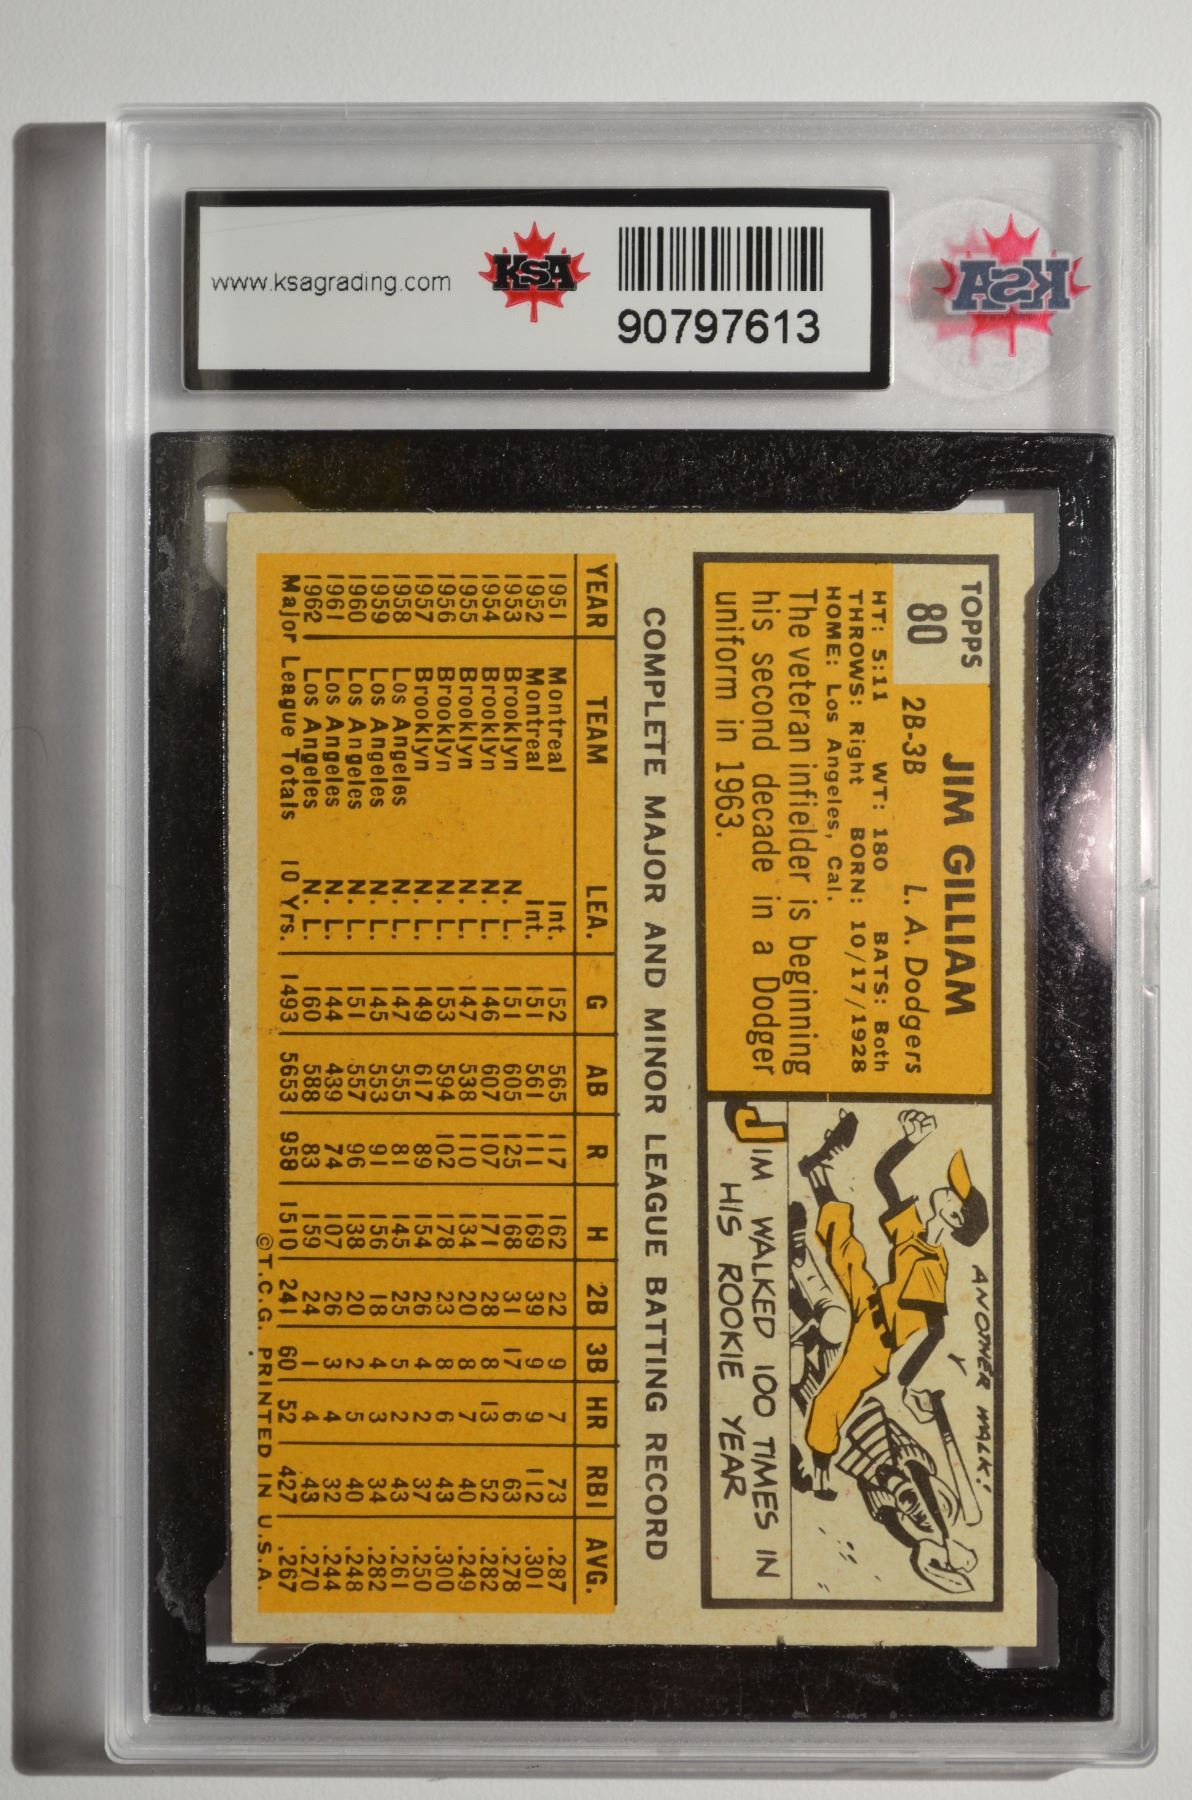 www.ksagrading.com
KSA
90797613
KSA
TOPPS
80
JIM GILLIAM
2B-3B L. A. Dodgers
HT: 5:11 WT: 180 BATS: Both
THROWS: Right BORN: 10/17/1928
HOME: Los Angeles, Cal.
The veteran infielder is beginning
his second decade in a Dodger
uniform in 1963.
ANOTHER WALK!
JIM WALKED 100 TIMES IN
HIS ROOKIE YEAR
COMPLETE MAJOR AND MINOR LEAGUE BATTING RECORD
YEAR TEAM LEA. G AB R H 2B 3B HR RBI AVG.
1951 Montreal Int. 152 565 117 162 22 9 7 73 .287
1952 Montreal Int. 151 561 111 169 39 9 9 112 .301
1953 Brooklyn N. L. 151 605 125 168 31 17 6 63 .278
1954 Brooklyn N. L. 146 607 107 171 28 8 13 52 .282
1955 Brooklyn N. L. 147 538 110 134 20 8 7 40 .249
1956 Brooklyn N. L. 153 594 102 178 23 8 6 43 .300
1957 Brooklyn N. L. 149 617 89 154 26 4 2 37 .250
1958 Los Angeles N. L. 147 555 81 145 25 5 2 43 .261
1959 Los Angeles N. L. 145 553 91 156 18 4 3 34 .282
1960 Los Angeles N. L. 151 557 96 138 20 2 5 40 .248
1961 Los Angeles N. L. 144 439 74 107 26 3 4 32 .244
1962 Los Angeles N. L. 160 588 83 159 24 1 4 43 .270
Major League Totals 10 Yrs. 1493 5653 958 1510 241 60 52 427 .267
©T.C.G. PRINTED IN U.S.A.